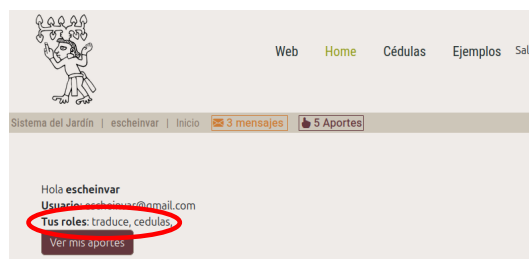 Web Home Cédulas Ejemplos Sal
Sistema del Jardín | escheinvar | Inicio 3 mensajes 5 Aportes
Hola escheinvar
Usuario: escheinvar@gmail.com
Tus roles: traduce, cedulas,
Ver mis aportes